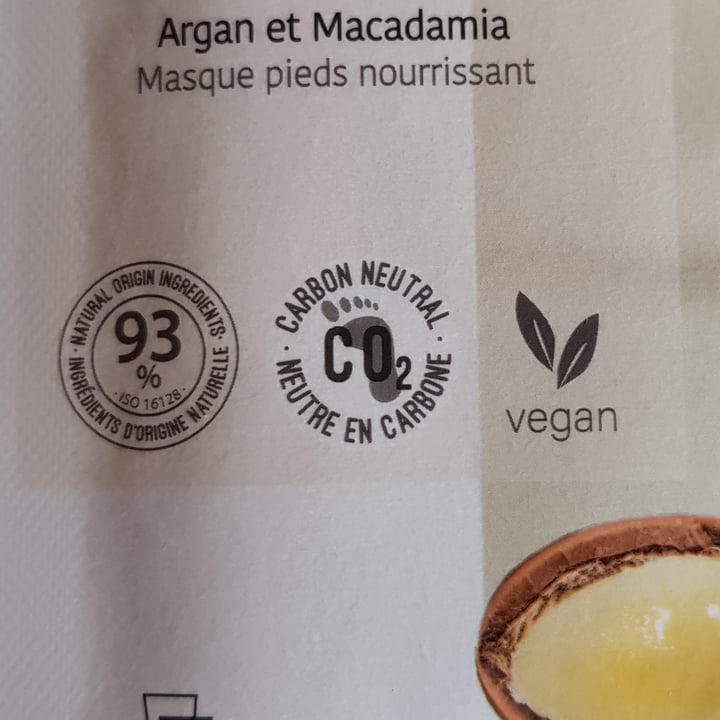 Argan et Macadamia
Masque pieds nourrissant
· NATURAL ORIGIN INGREDIENTS ·
93
%
· ISO 16128 ·
INGRÉDIENTS D'ORIGINE NATURELLE
· CARBON NEUTRAL ·
CO₂
NEUTRE EN CARBONE
vegan